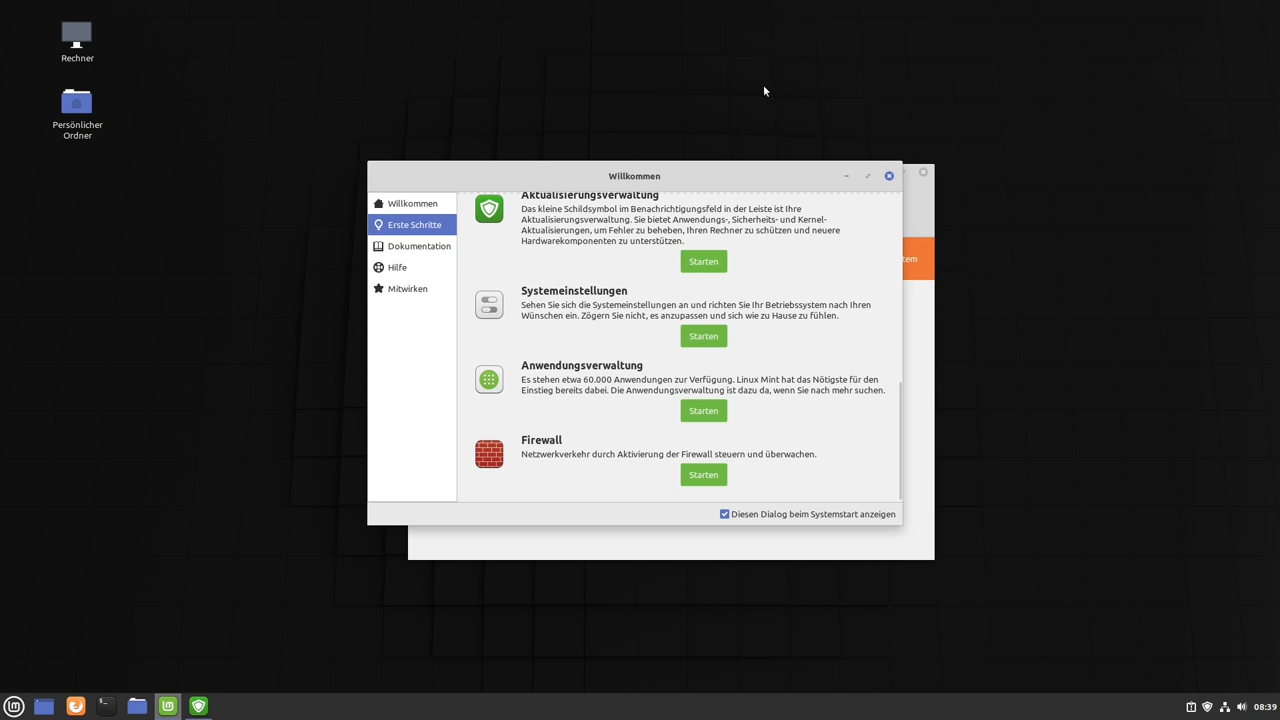 Rechner
Persönlicher
Ordner
Willkommen
Willkommen
Erste Schritte
Dokumentation
Hilfe
Mitwirken
Aktualisierungsverwaltung
Das kleine Schildsymbol im Benachrichtigungsfeld in der Leiste ist Ihre
Aktualisierungsverwaltung. Sie bietet Anwendungs-, Sicherheits- und Kernel-
Aktualisierungen, um Fehler zu beheben, Ihren Rechner zu schützen und neuere
Hardwarekomponenten zu unterstützen.
Starten
Systemeinstellungen
Sehen Sie sich die Systemeinstellungen an und richten Sie Ihr Betriebssystem nach Ihren
Wünschen ein. Zögern Sie nicht, es anzupassen und sich wie zu Hause zu fühlen.
Starten
Anwendungsverwaltung
Es stehen etwa 60.000 Anwendungen zur Verfügung. Linux Mint hat das Nötigste für den
Einstieg bereits dabei. Die Anwendungsverwaltung ist dazu da, wenn Sie nach mehr suchen.
Starten
Firewall
Netzwerkverkehr durch Aktivierung der Firewall steuern und überwachen.
Starten
Diesen Dialog beim Systemstart anzeigen
tem
08:39